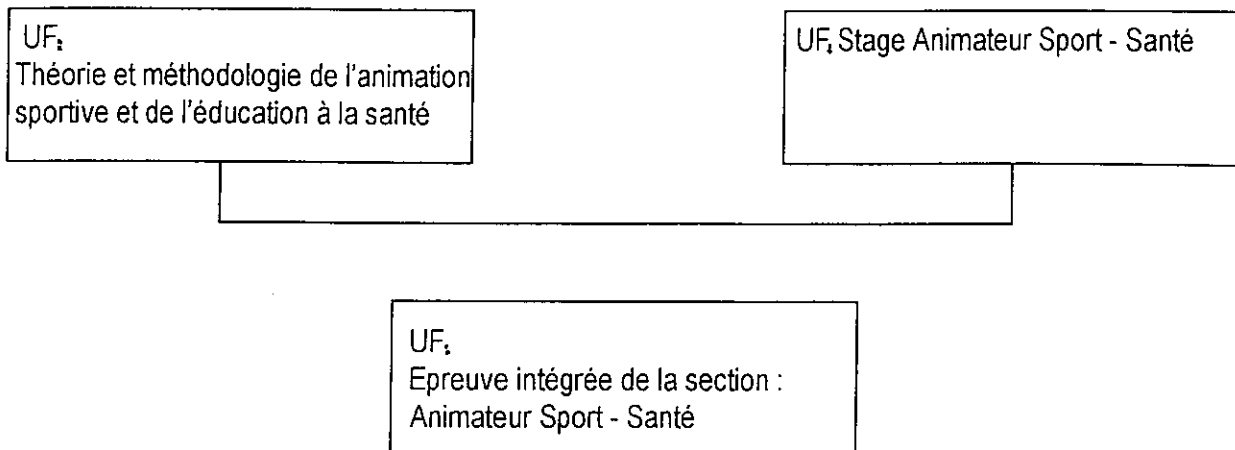 UF
Théorie et méthodologie de l'animation
sportive et de l'éducation à la santé
UF₄ Stage Animateur Sport - Santé
UF
Epreuve intégrée de la section :
Animateur Sport - Santé